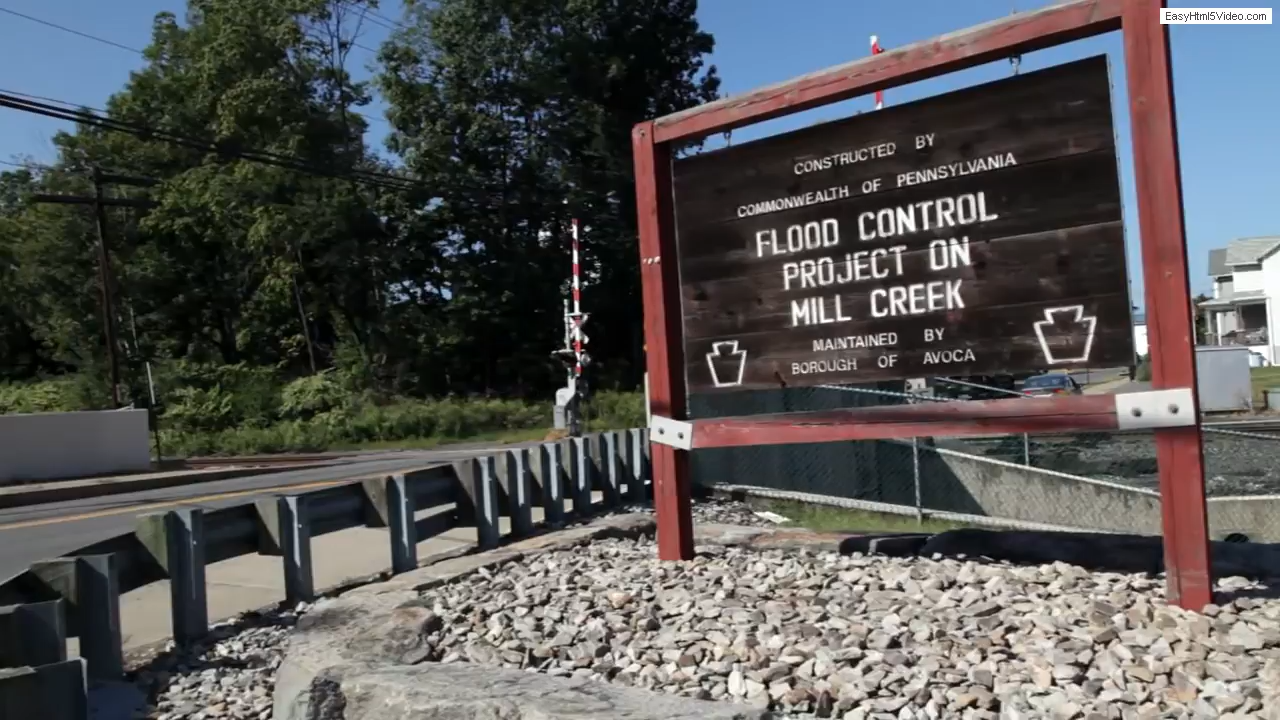 EasyHtml5Video.com
CONSTRUCTED BY
COMMONWEALTH OF PENNSYLVANIA
FLOOD CONTROL
PROJECT ON
MILL CREEK
MAINTAINED BY
BOROUGH OF AVOCA